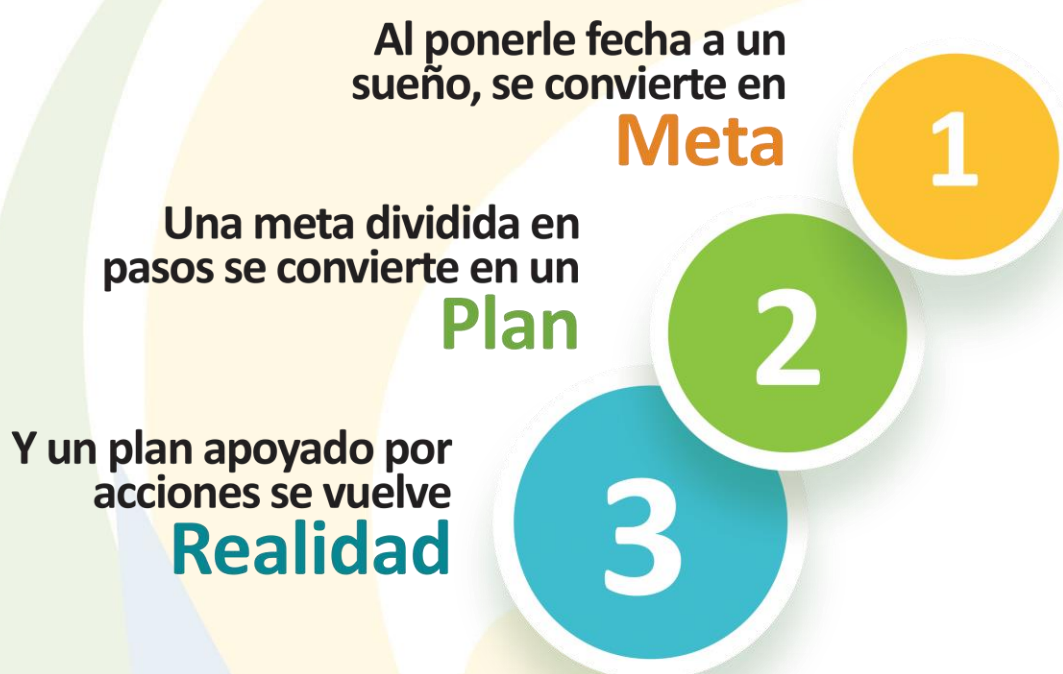 Al ponerle fecha a un
sueño, se convierte en
Meta
1
Una meta dividida en
pasos se convierte en un
Plan
2
Y un plan apoyado por
acciones se vuelve
Realidad
3